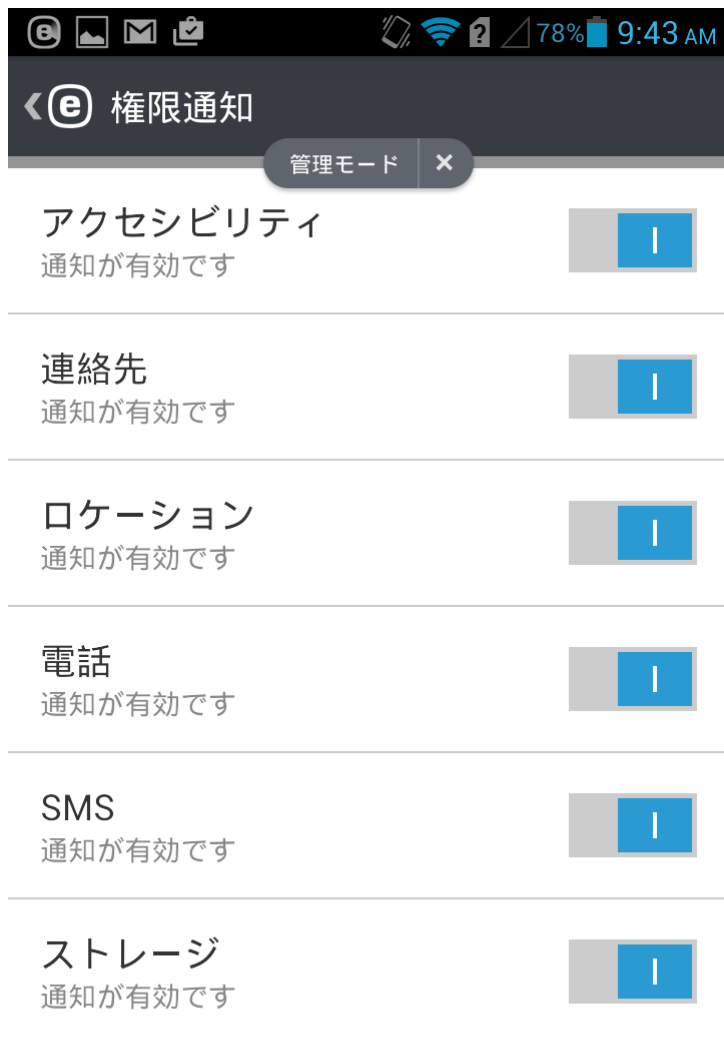 78% 9:43 AM
権限通知
管理モード ×
アクセシビリティ
通知が有効です
連絡先
通知が有効です
ロケーション
通知が有効です
電話
通知が有効です
SMS
通知が有効です
ストレージ
通知が有効です